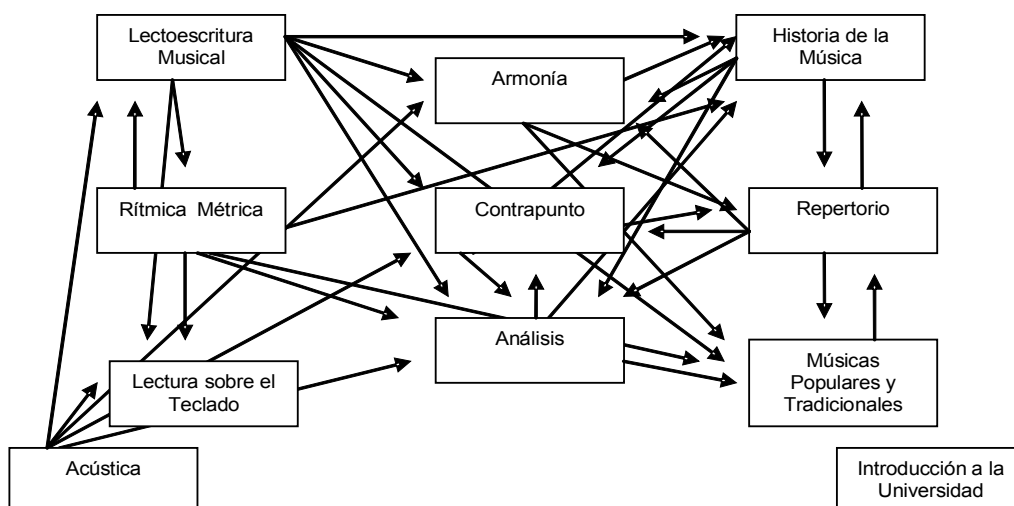 Lectoescritura
Musical
Historia de la
Música
Armonía
Rítmica  Métrica
Contrapunto
Repertorio
Análisis
Lectura sobre el
Teclado
Músicas
Populares y
Tradicionales
Acústica
Introducción a la
Universidad